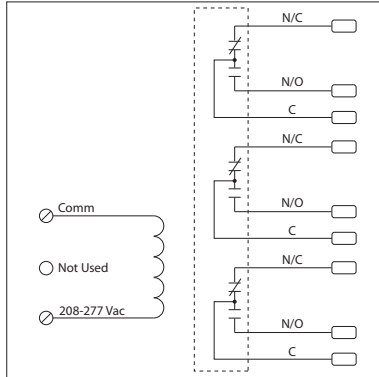 N/C
N/O
C
N/C
Comm
N/O
C
Not Used
N/C
208-277 Vac
N/O
C